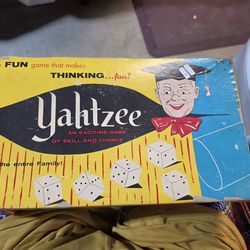 FUN game that makes
THINKING...fun!
Yahtzee
AN EXCITING GAME
OF SKILL AND CHANCE
the entire Family!